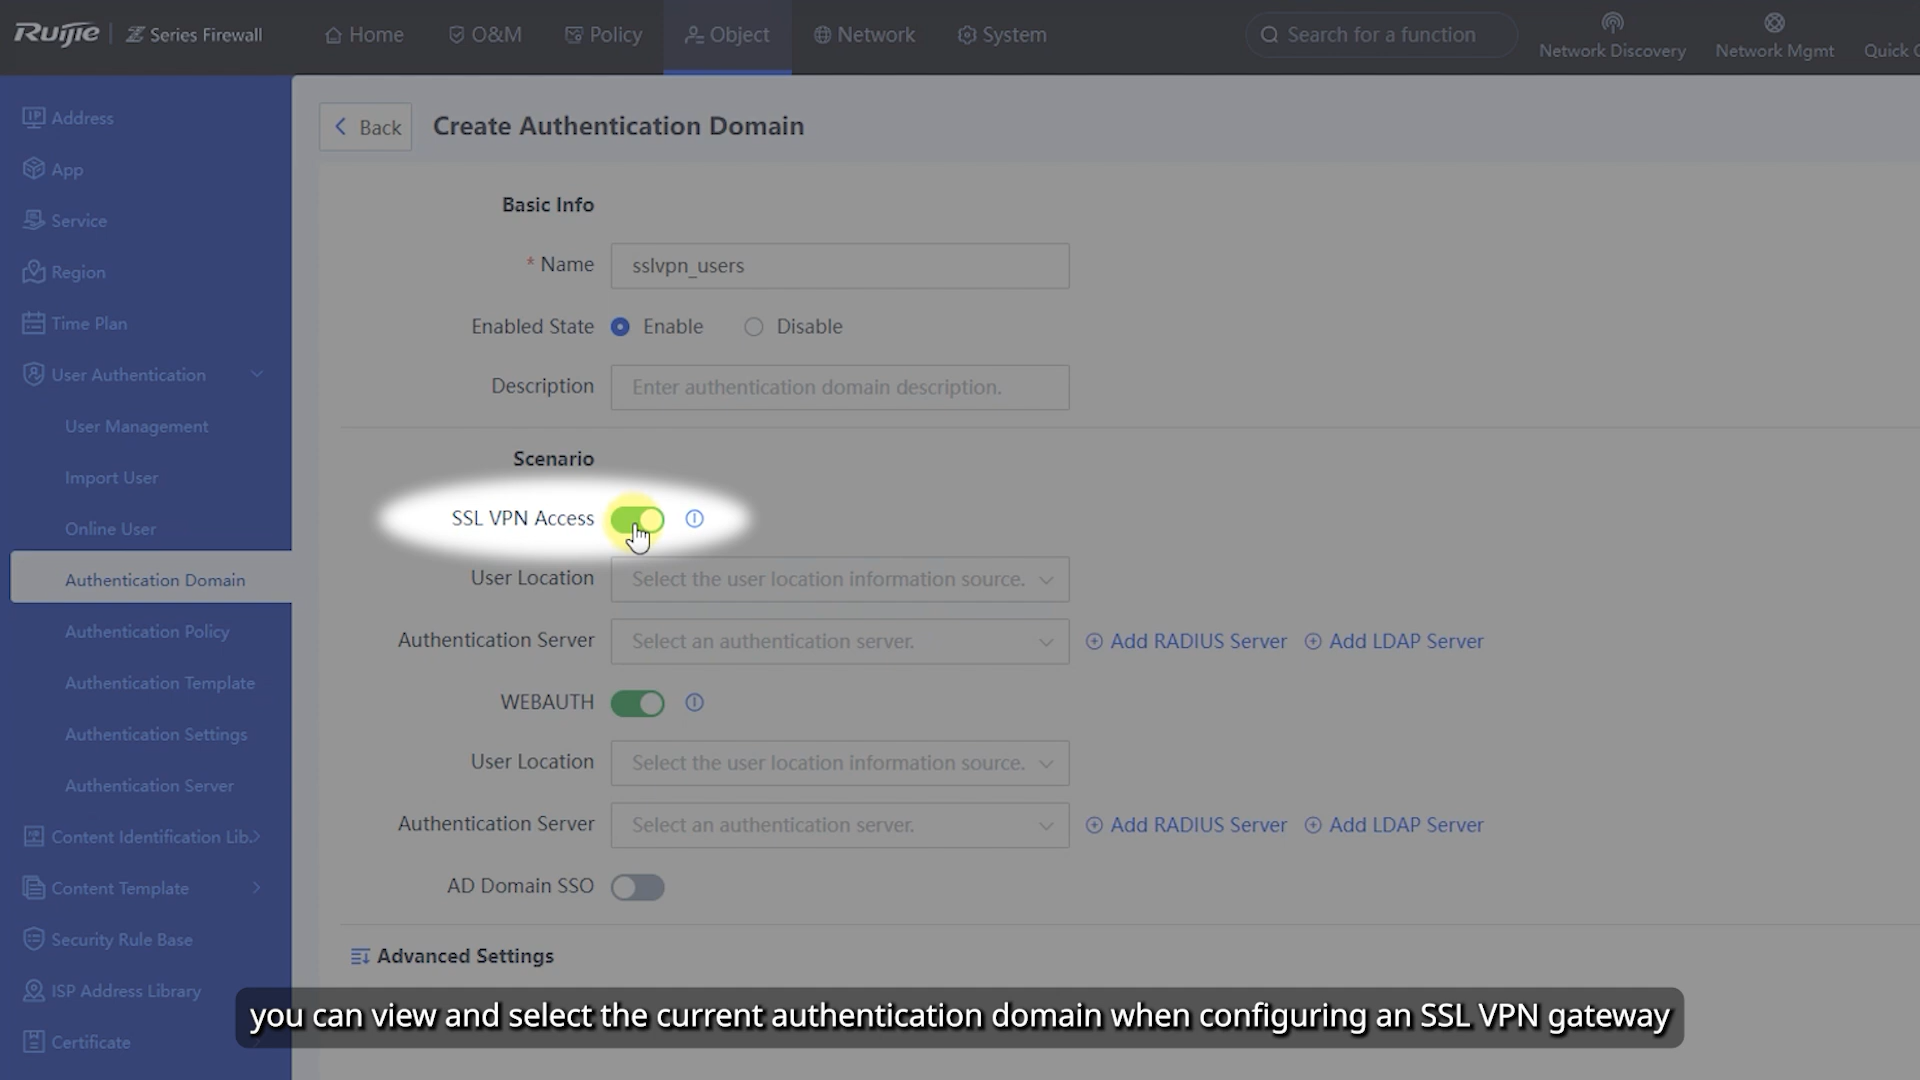 Ruijie | Z Series Firewall
Home
O&M
Policy
Object
Network
System
Search for a function
Network Discovery
Network Mgmt
Quick
Address
App
Service
Region
Time Plan
User Authentication
User Management
Import User
Online User
Authentication Domain
Authentication Policy
Authentication Template
Authentication Settings
Authentication Server
Content Identification Lib..
Content Template
Security Rule Base
ISP Address Library
Certificate
Back
Create Authentication Domain
Basic Info
* Name sslvpn_users
Enabled State Enable Disable
Description Enter authentication domain description.
Scenario
SSL VPN Access
User Location Select the user location information source.
Authentication Server Select an authentication server. Add RADIUS Server Add LDAP Server
WEBAUTH
User Location Select the user location information source.
Authentication Server Select an authentication server. Add RADIUS Server Add LDAP Server
AD Domain SSO
Advanced Settings
you can view and select the current authentication domain when configuring an SSL VPN gateway